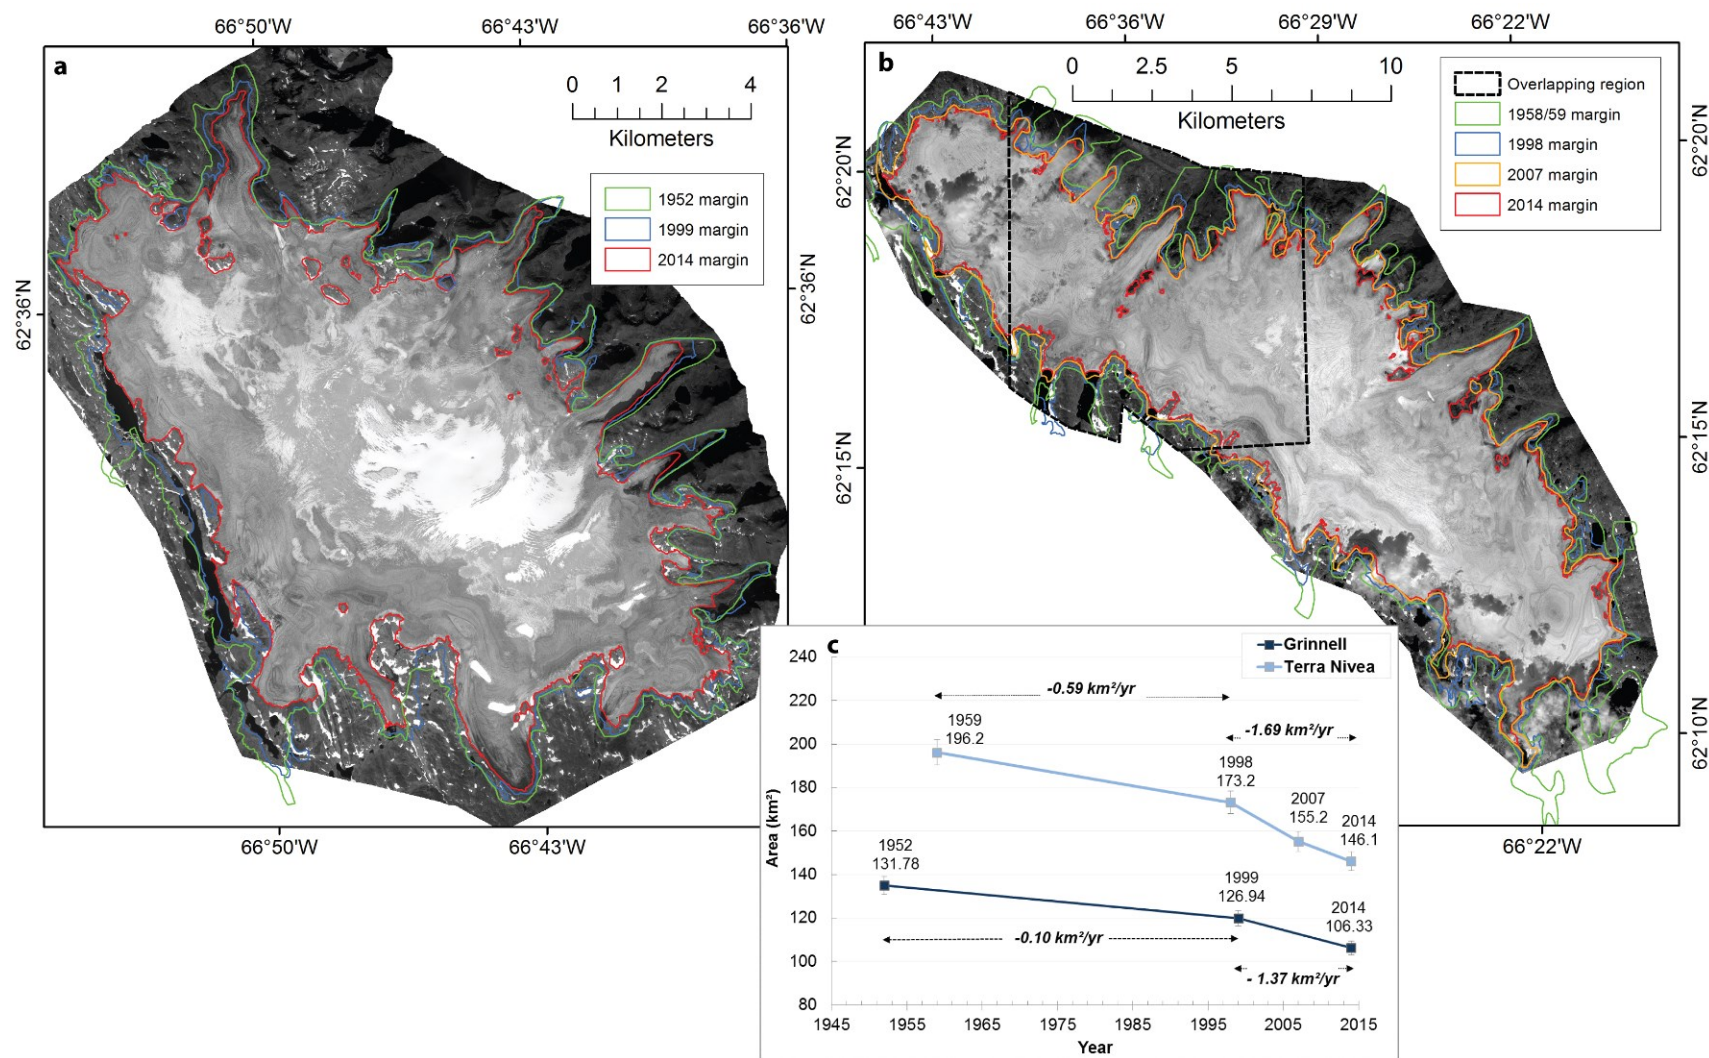 66°50'W 66°43'W 66°36'W
a
0 1 2 4
Kilometers
1952 margin
1999 margin
2014 margin
62°36'N
62°36'N
66°50'W 66°43'W
66°43'W 66°36'W 66°29'W 66°22'W
b
0 2.5 5 10
Kilometers
Overlapping region
1958/59 margin
1998 margin
2007 margin
2014 margin
62°20'N
62°20'N
62°15'N
62°15'N
62°10'N
66°22'W
c
Grinnell
Terra Nivea
240
220
200
180
160
140
120
100
80
Area (km²)
-0.59 km²/yr
-1.69 km²/yr
1959
196.2
1998
173.2
2007
155.2
2014
146.1
1952
131.78
1999
126.94
2014
106.33
-0.10 km²/yr
- 1.37 km²/yr
1945 1955 1965 1975 1985 1995 2005 2015
Year